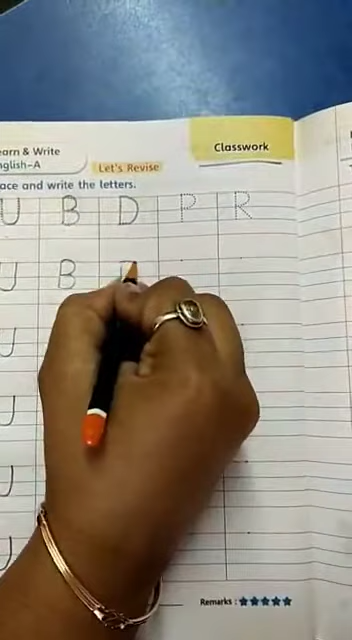 earn & Write
nglish-A
Classwork
Let's Revise
ace and write the letters.
U B D P R
U B
U
U
U
U
Remarks : ★★★★★